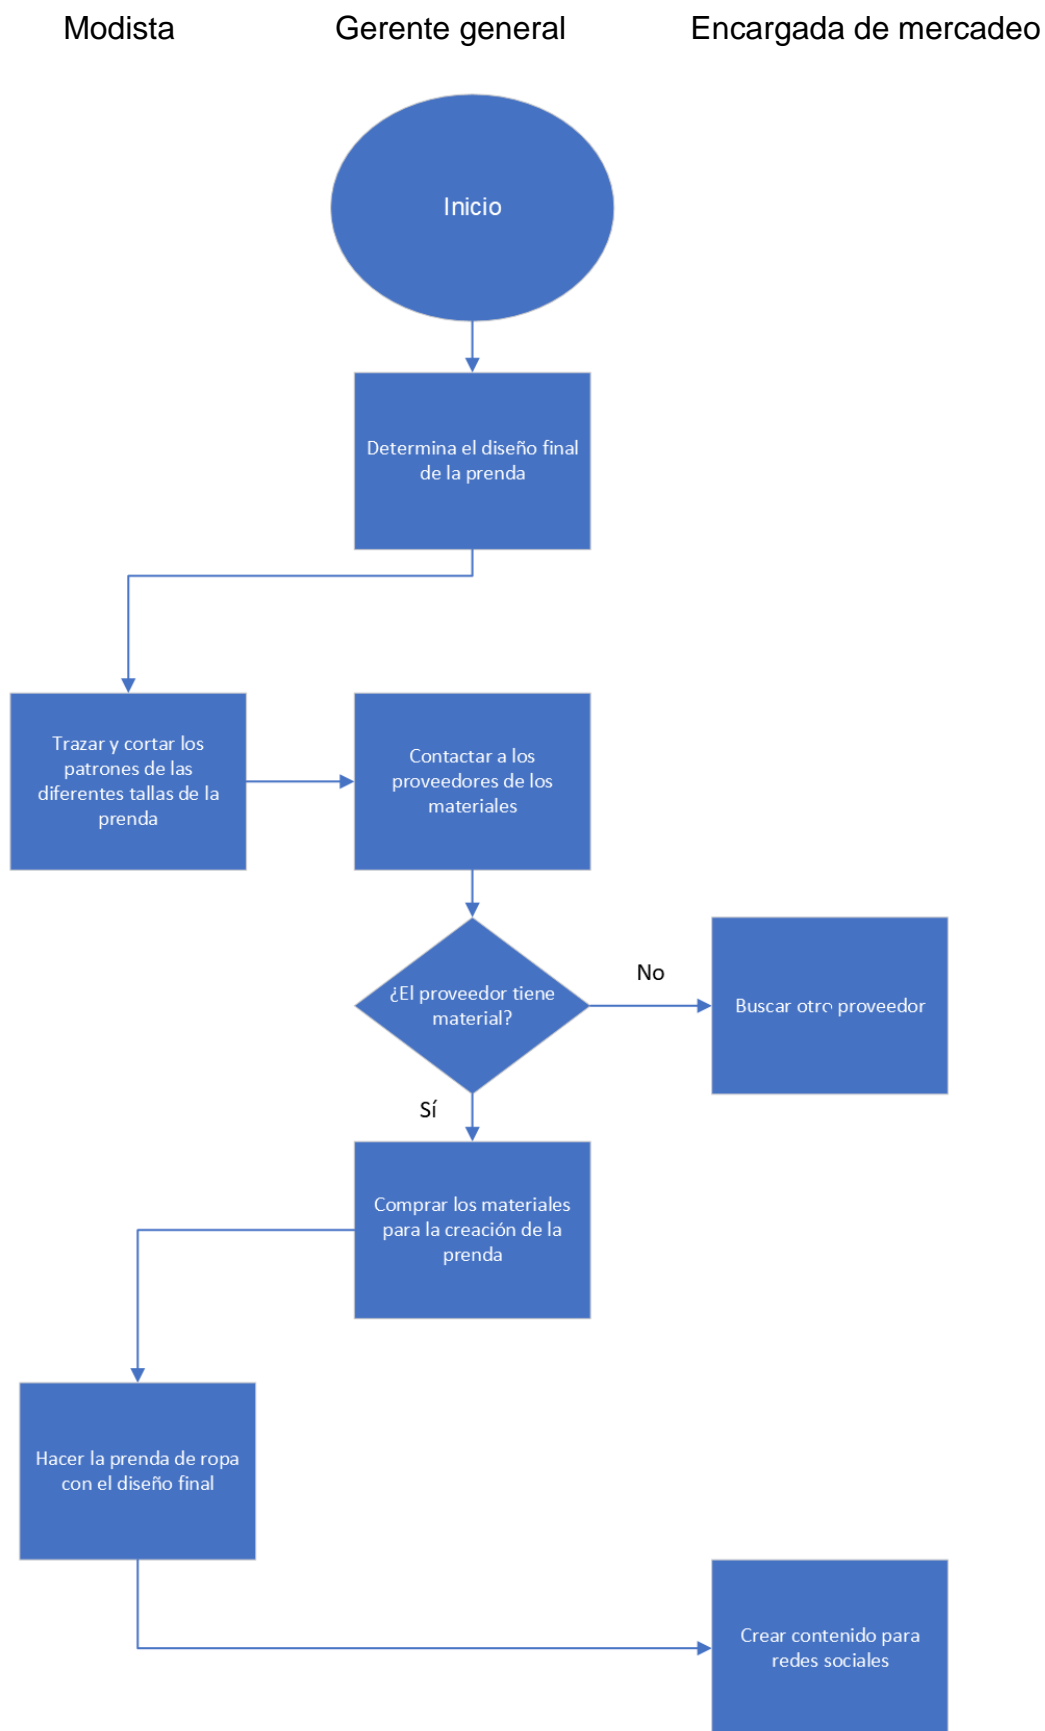 Modista
Gerente general
Encargada de mercadeo
Inicio
Determina el diseño final
de la prenda
Trazar y cortar los
patrones de las
diferentes tallas de la
prenda
Contactar a los
proveedores de los
materiales
¿El proveedor tiene
material?
No
Buscar otro proveedor
Sí
Comprar los materiales
para la creación de la
prenda
Hacer la prenda de ropa
con el diseño final
Crear contenido para
redes sociales